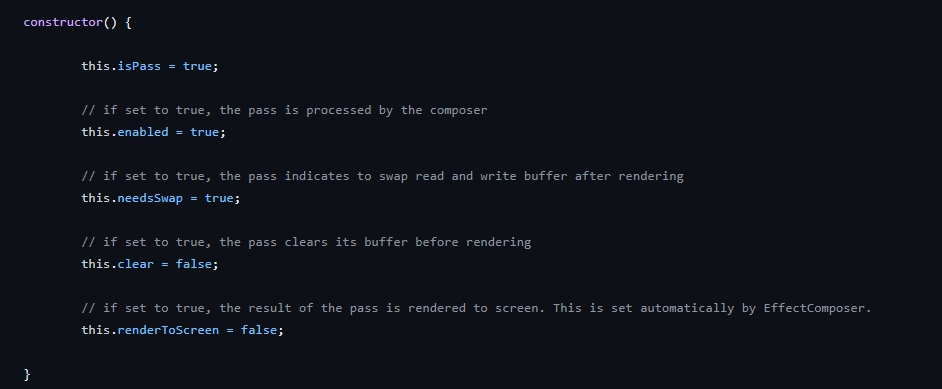 constructor() {
this.isPass = true;
// if set to true, the pass is processed by the composer
this.enabled = true;
// if set to true, the pass indicates to swap read and write buffer after rendering
this.needsSwap = true;
// if set to true, the pass clears its buffer before rendering
this.clear = false;
// if set to true, the result of the pass is rendered to screen. This is set automatically by EffectComposer.
this.renderToScreen = false;
}